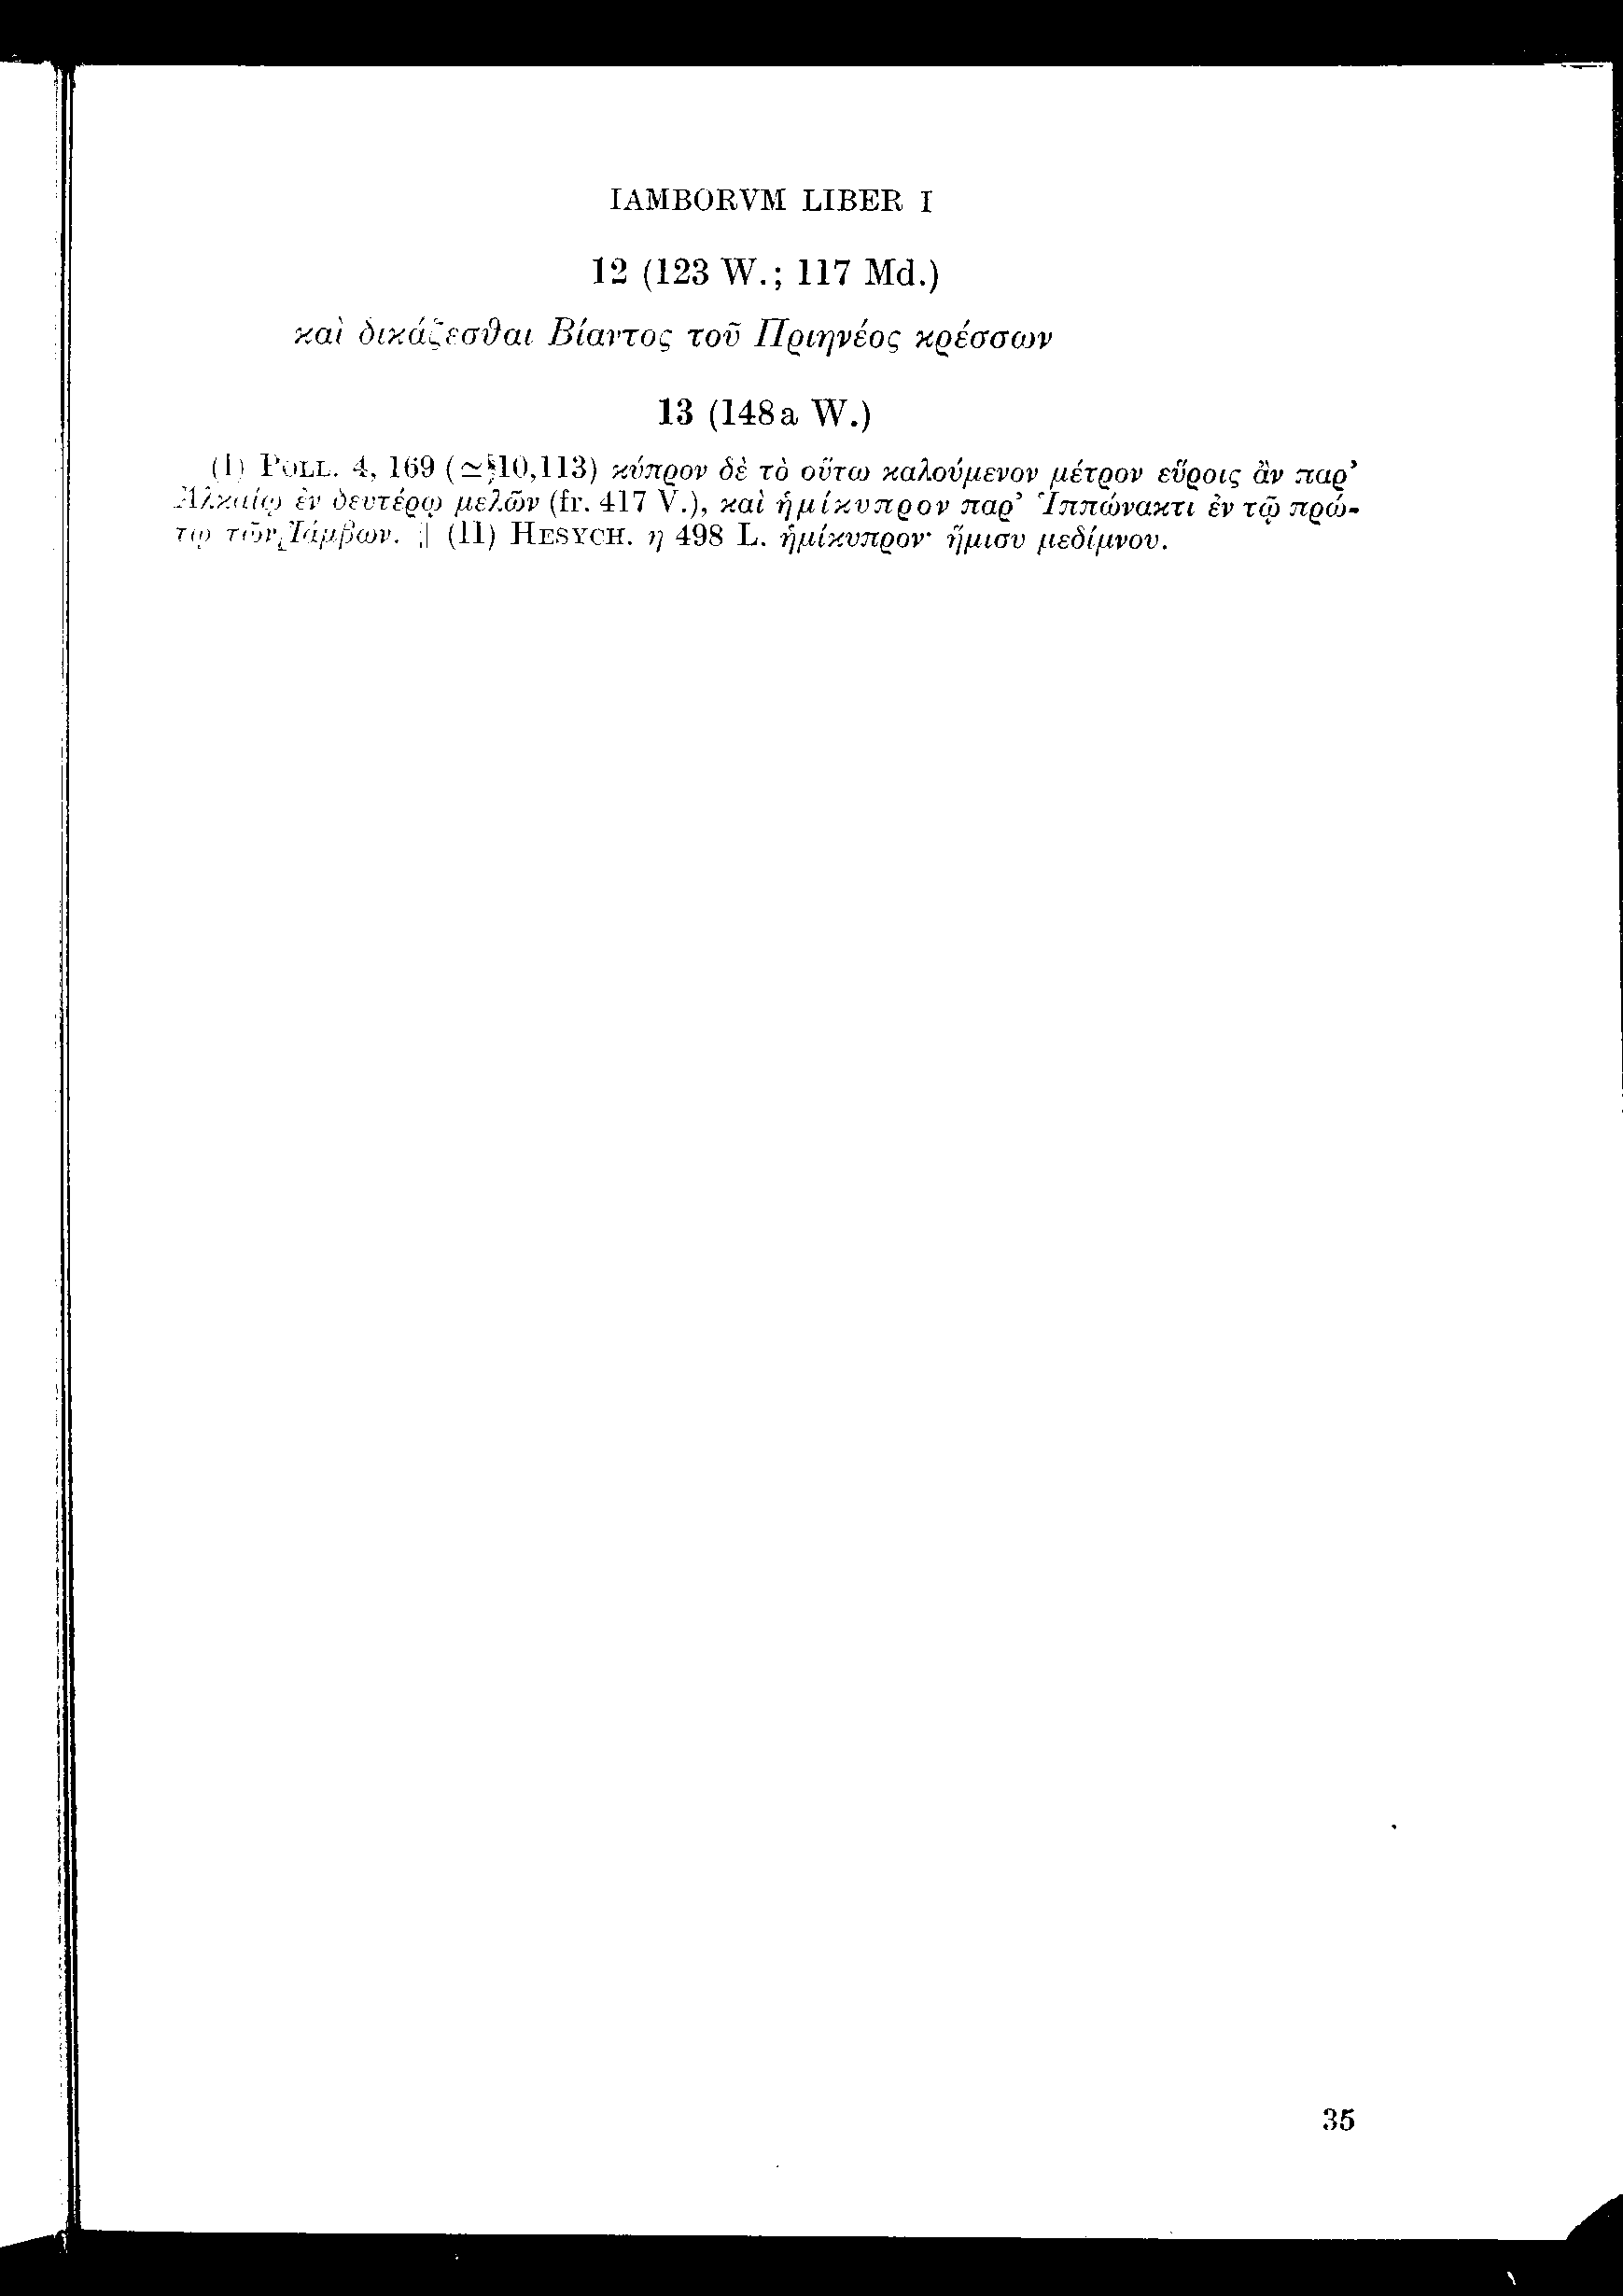 IAMBORVM LIBER I
12 (123 W.; 117 Md.)
καὶ δικάζεσθαι Βίαντος τοῦ Πριηνέος κρέσσων
13 (148a W.)
(I) POLL. 4, 169 (≃ 10,113) κύπρον δὲ τὸ οὕτω καλούμενον μέτρον εὕροις ἂν παρ’
Ἀλκαίῳ ἐν δευτέρῳ μελῶν (fr. 417 V.), καὶ ἡμίκυπρον παρ’ Ἱππώνακτι ἐν τῷ πρώ-
τῳ τῶν Ἰάμβων. || (II) HESYCH. η 498 L. ἡμίκυπρον· ἥμισυ μεδίμνου.
35